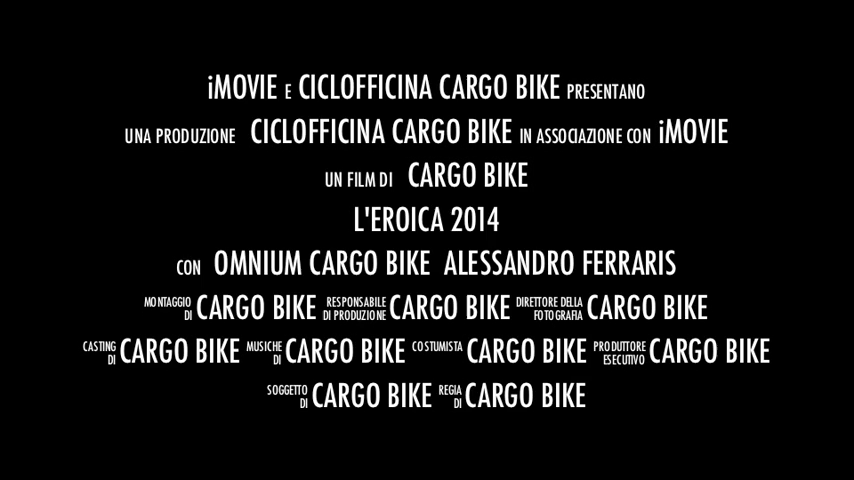 iMOVIE E CICLOFFICINA CARGO BIKE PRESENTANO
UNA PRODUZIONE CICLOFFICINA CARGO BIKE IN ASSOCIAZIONE CON iMOVIE
UN FILM DI CARGO BIKE
L'EROICA 2014
CON OMNIUM CARGO BIKE ALESSANDRO FERRARIS
MONTAGGIO DI CARGO BIKE RESPONSABILE DI PRODUZIONE CARGO BIKE DIRETTORE DELLA FOTOGRAFIA CARGO BIKE
CASTING DI CARGO BIKE MUSICHE DI CARGO BIKE COSTUMISTA CARGO BIKE PRODUTTORE ESECUTIVO CARGO BIKE
SOGGETTO DI CARGO BIKE REGIA DI CARGO BIKE